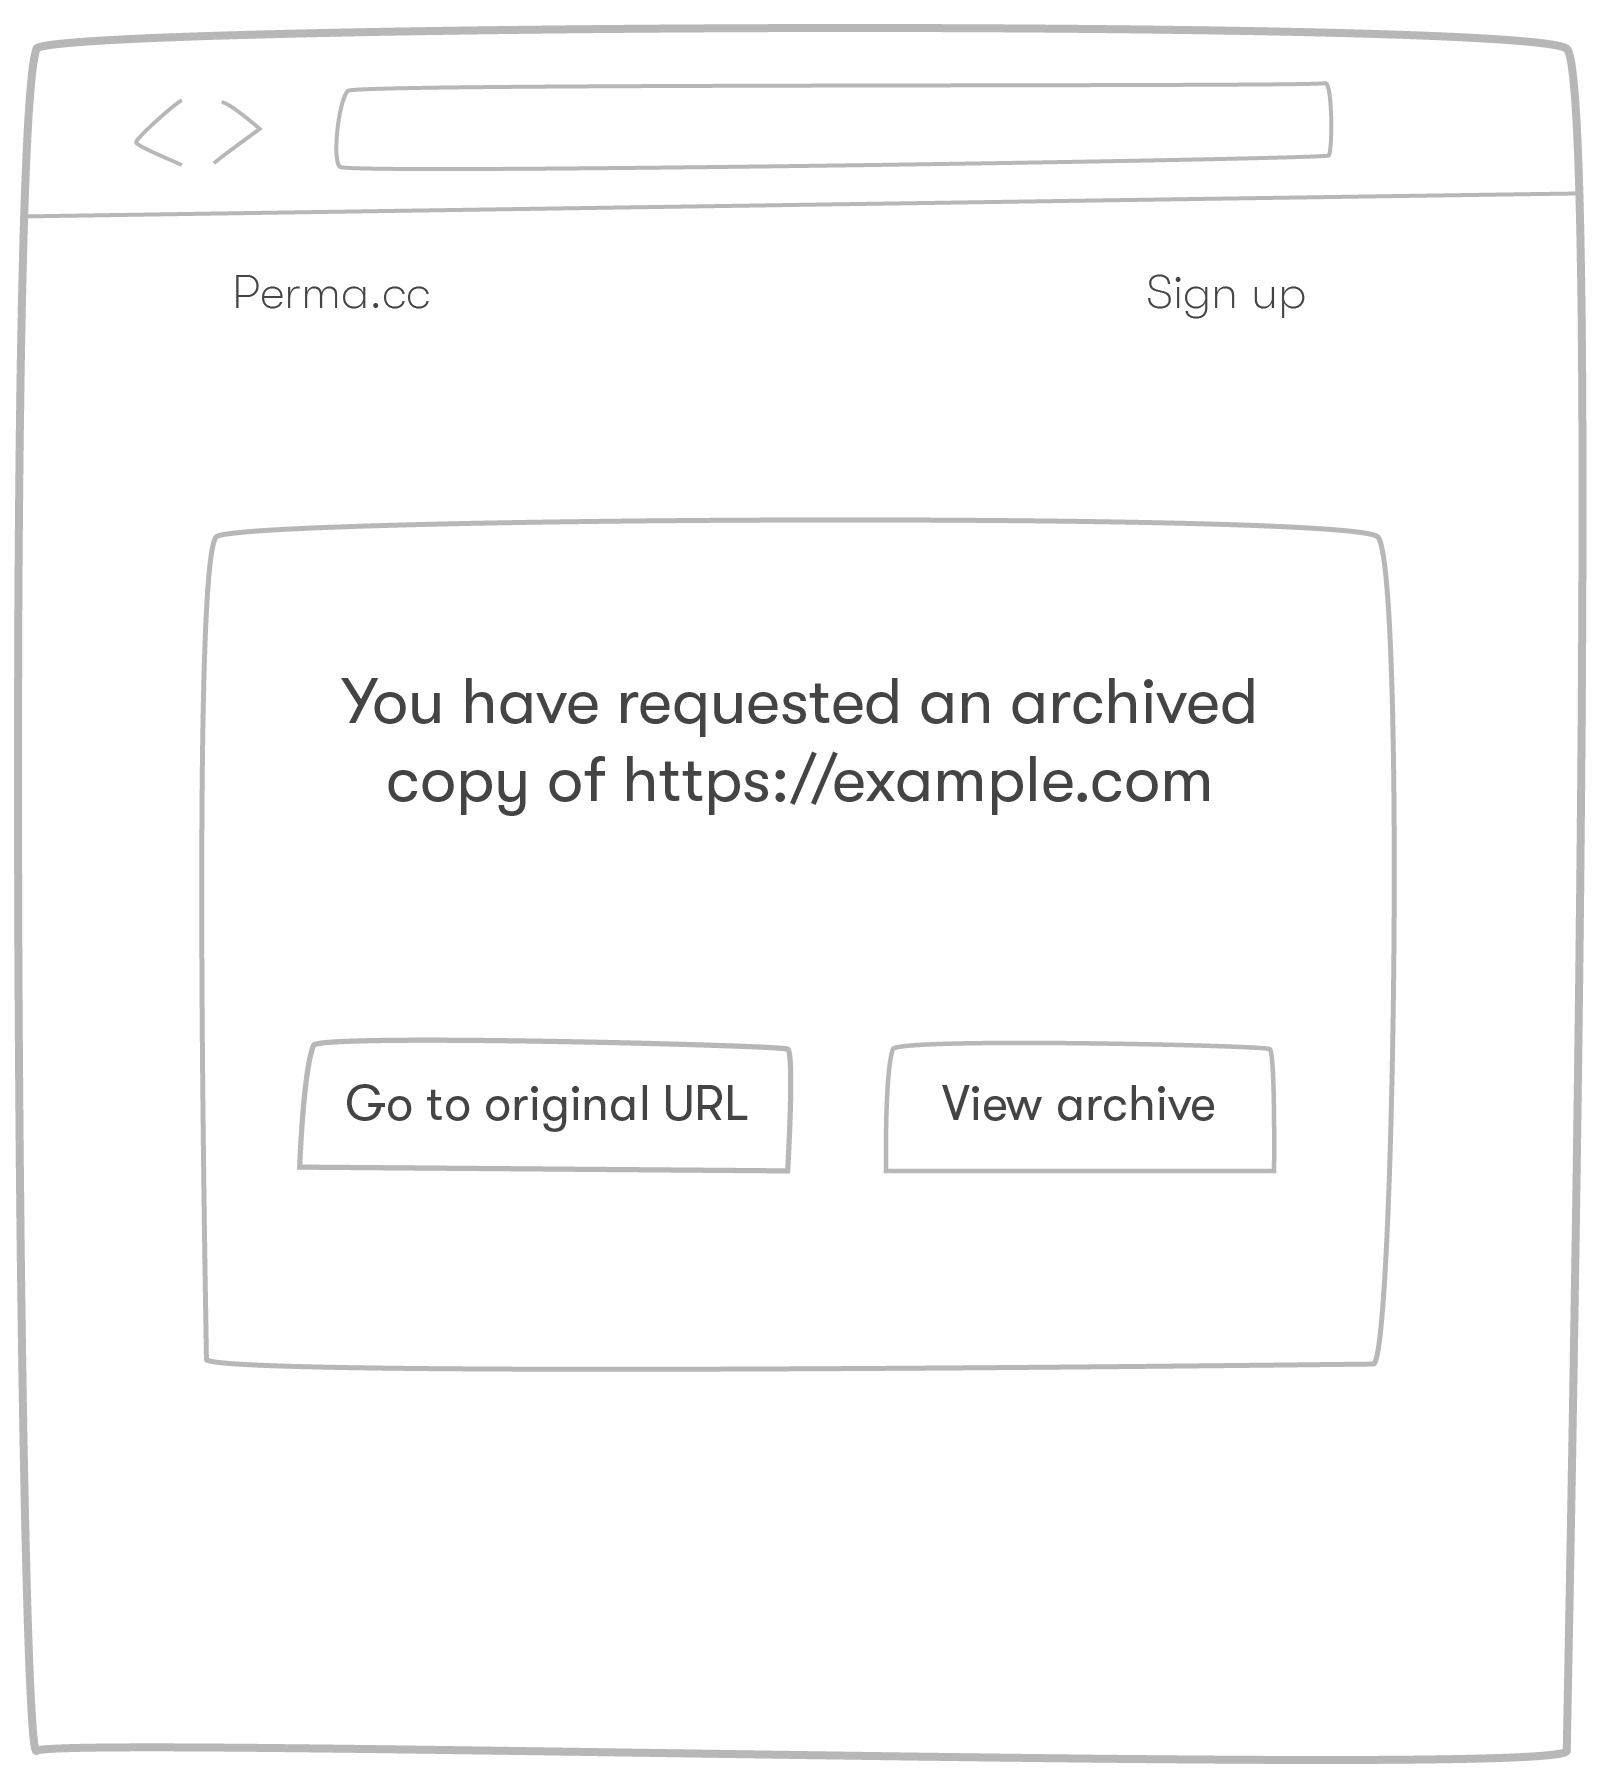 Perma.cc
Sign up
You have requested an archived
copy of https://example.com
Go to original URL
View archive